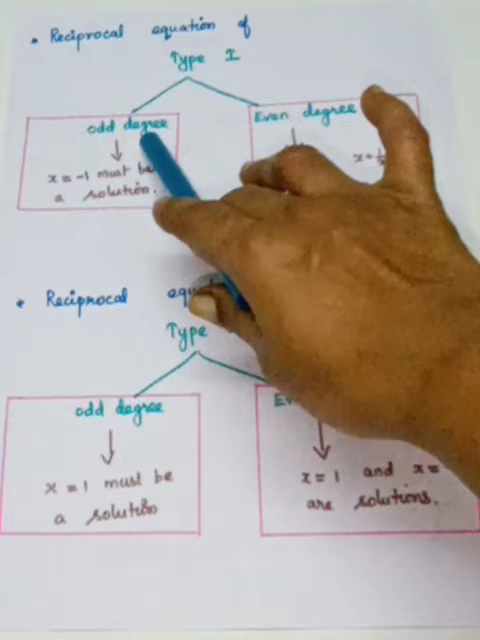 • Reciprocal equation of
Type I
odd degree
x = -1 must be
a solution.
Even degree
x =
• Reciprocal
Type
odd degree
x = 1 must be
a solution
x = 1 and x =
are solutions.